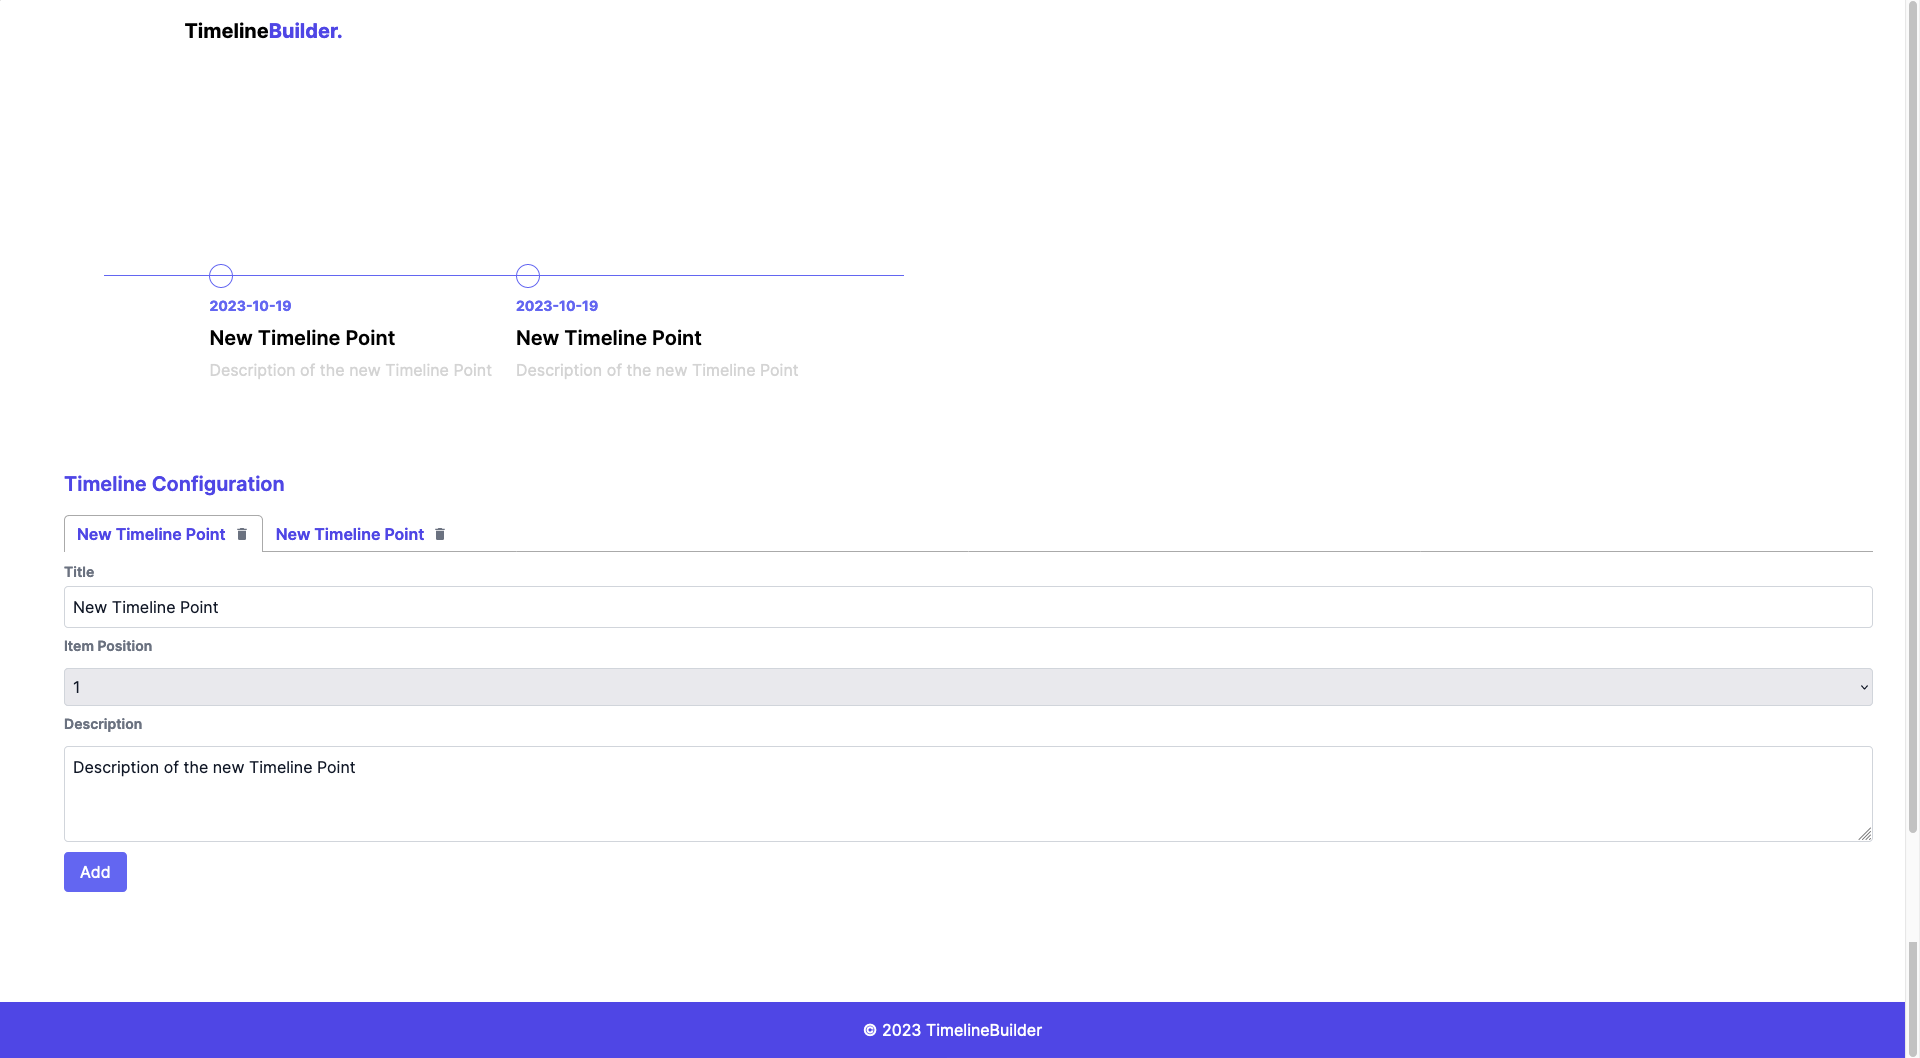 TimelineBuilder.
2023-10-19 2023-10-19
New Timeline Point New Timeline Point
Description of the new Timeline Point Description of the new Timeline Point
Timeline Configuration
New Timeline Point New Timeline Point
Title
New Timeline Point
Item Position
1
Description
Description of the new Timeline Point
Add
© 2023 TimelineBuilder